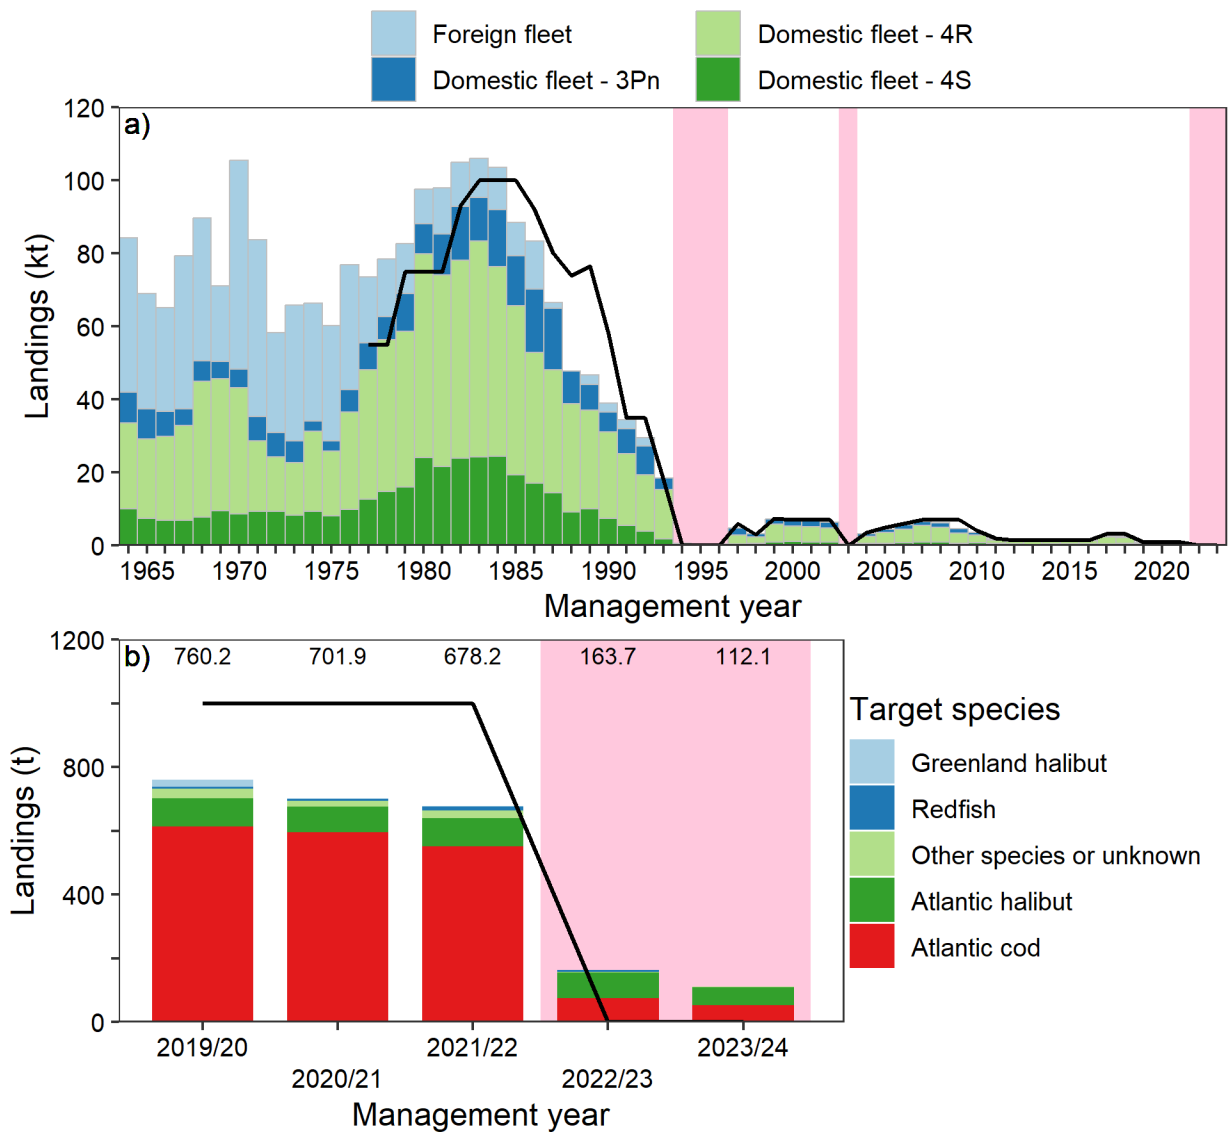 Foreign fleet
Domestic fleet - 4R
Domestic fleet - 3Pn
Domestic fleet - 4S
a)
Landings (kt)
120
100
80
60
40
20
0
1965 1970 1975 1980 1985 1990 1995 2000 2005 2010 2015 2020
Management year
b)
760.2 701.9 678.2 163.7 112.1
Landings (t)
1200
800
400
0
2019/20 2021/22 2023/24
2020/21 2022/23
Management year
Target species
Greenland halibut
Redfish
Other species or unknown
Atlantic halibut
Atlantic cod